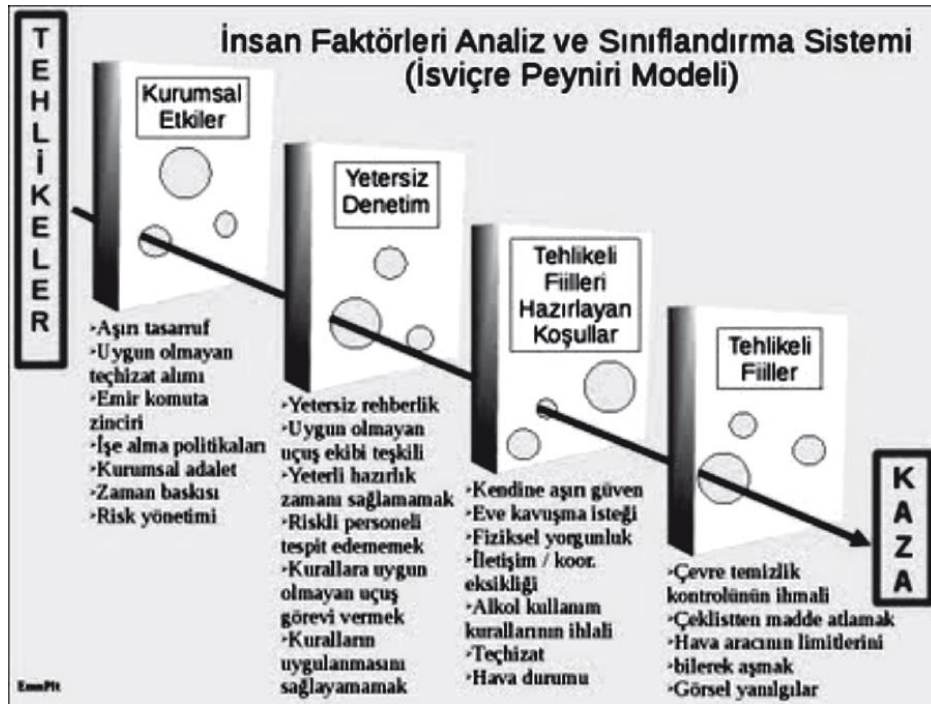 İnsan Faktörleri Analiz ve Sınıflandırma Sistemi
(İsviçre Peyniri Modeli)
TEHLİKELER
Kurumsal
Etkiler
‣Aşırı tasarruf
‣Uygun olmayan
teçhizat alımı
‣Emir komuta
zinciri
‣İşe alma politikaları
‣Kurumsal adalet
‣Zaman baskısı
‣Risk yönetimi
Yetersiz
Denetim
‣Yetersiz rehberlik
‣Uygun olmayan
uçuş ekibi teşkili
‣Yeterli hazırlık
zamanı sağlamamak
‣Riskli personeli
tespit edememek
‣Kurallara uygun
olmayan uçuş
görevi vermek
‣Kuralların
uygulanmasını
sağlayamamak
Tehlikeli
Fiilleri
Hazırlayan
Koşullar
‣Kendine aşırı güven
‣Eve kavuşma isteği
‣Fiziksel yorgunluk
‣İletişim / koor.
eksikliği
‣Alkol kullanım
kurallarının ihlali
‣Teçhizat
‣Hava durumu
Tehlikeli
Fiiller
‣Çevre temizlik
kontrolünün ihmali
‣Çeklistten madde atlamak
‣Hava aracının limitlerini
bilerek aşmak
‣Görsel yanılgılar
KAZA